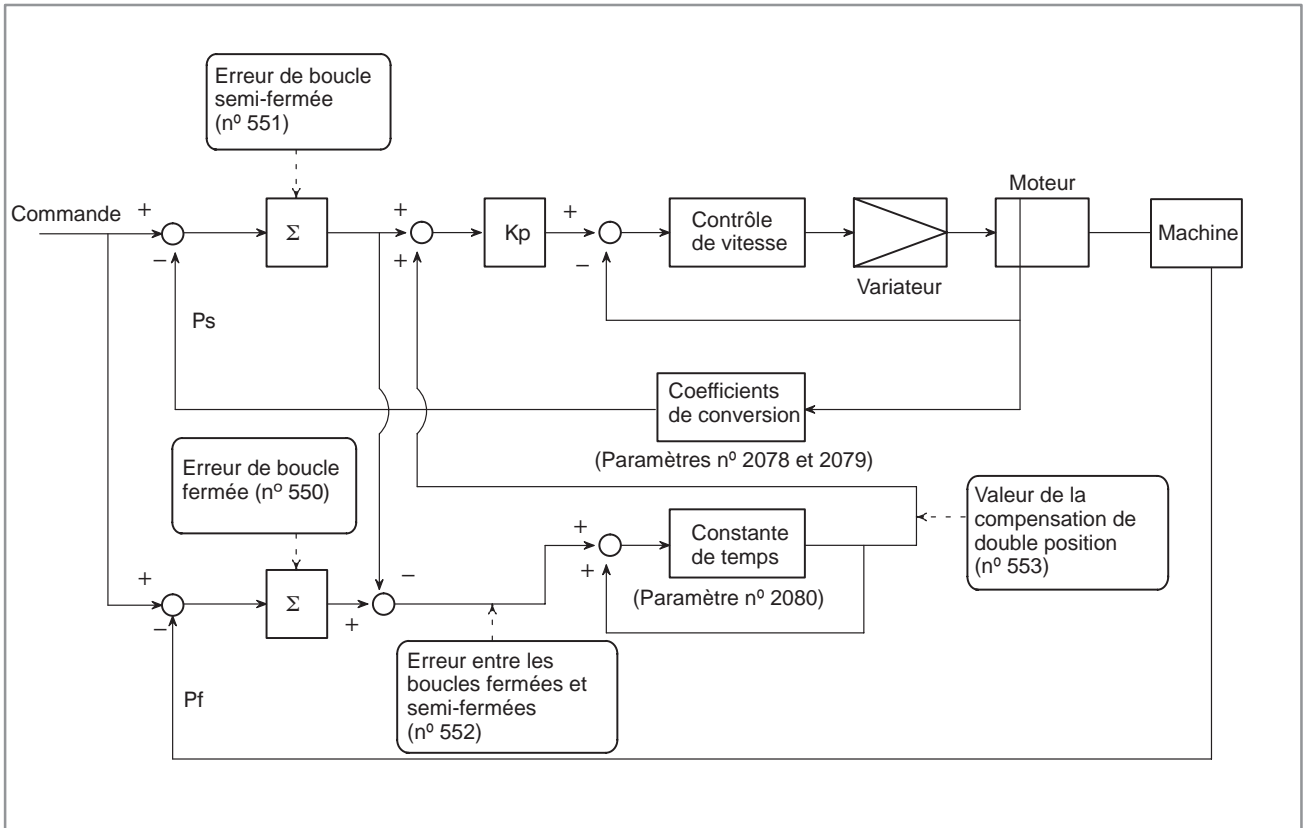 Erreur de boucle
semi-fermée
(nº 551)
Moteur
Commande
+
−
Σ
+
+
Kp
+
−
Contrôle
de vitesse
Variateur
Machine
Ps
Coefficients
de conversion
(Paramètres nº 2078 et 2079)
Erreur de boucle
fermée (nº 550)
Valeur de la
compensation de
double position
(nº 553)
+
−
Σ
+
−
+
+
Constante
de temps
(Paramètre nº 2080)
Erreur entre les
boucles fermées et
semi-fermées
(nº 552)
Pf